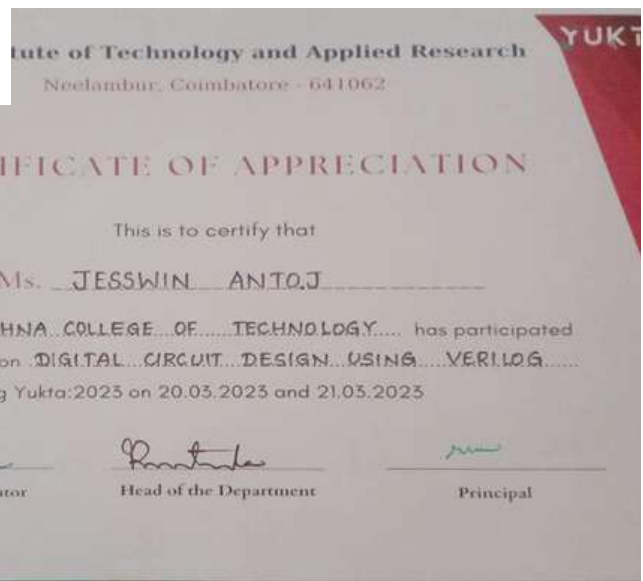 YUKT
tute of Technology and Applied Research
Neelambur, Coimbatore - 641062
IFICATE OF APPRECIATION
This is to certify that
Ms. JESSWIN ANTO.J
HNA COLLEGE OF TECHNOLOGY has participated
on DIGITAL CIRCUIT DESIGN USING VERILOG
g Yukta:2023 on 20.03.2023 and 21.03.2023
ator Head of the Department Principal